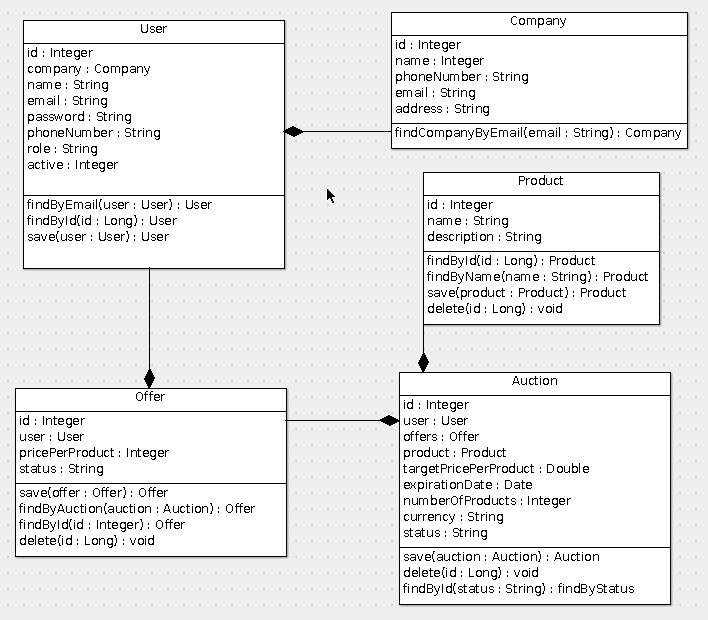 User
id : Integer
company : Company
name : String
email : String
password : String
phoneNumber : String
role : String
active : Integer
findByEmail(user : User) : User
findById(id : Long) : User
save(user : User) : User
Company
id : Integer
name : Integer
phoneNumber : String
email : String
address : String
findCompanyByEmail(email : String) : Company
Product
id : Integer
name : String
description : String
findById(id : Long) : Product
findByName(name : String) : Product
save(product : Product) : Product
delete(id : Long) : void
Offer
id : Integer
user : User
pricePerProduct : Integer
status : String
save(offer : Offer) : Offer
findByAuction(auction : Auction) : Offer
findById(id : Integer) : Offer
delete(id : Long) : void
Auction
id : Integer
user : User
offers : Offer
product : Product
targetPricePerProduct : Double
expirationDate : Date
numberOfProducts : Integer
currency : String
status : String
save(auction : Auction) : Auction
delete(id : Long) : void
findById(status : String) : findByStatus